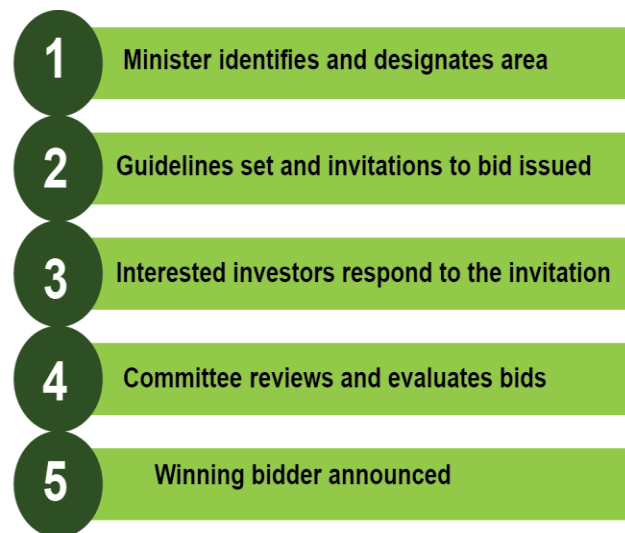 1 Minister identifies and designates area
2 Guidelines set and invitations to bid issued
3 Interested investors respond to the invitation
4 Committee reviews and evaluates bids
5 Winning bidder announced